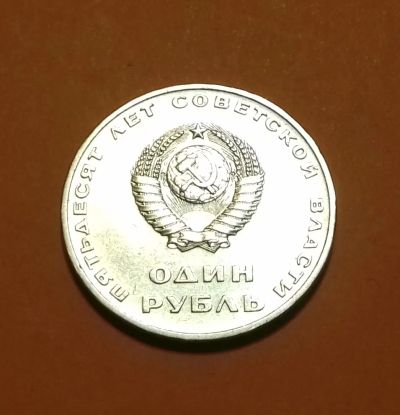 ПЯТЬДЕСЯТ ЛЕТ СОВЕТСКОЙ ВЛАСТИ
ОДИН
РУБЛЬ